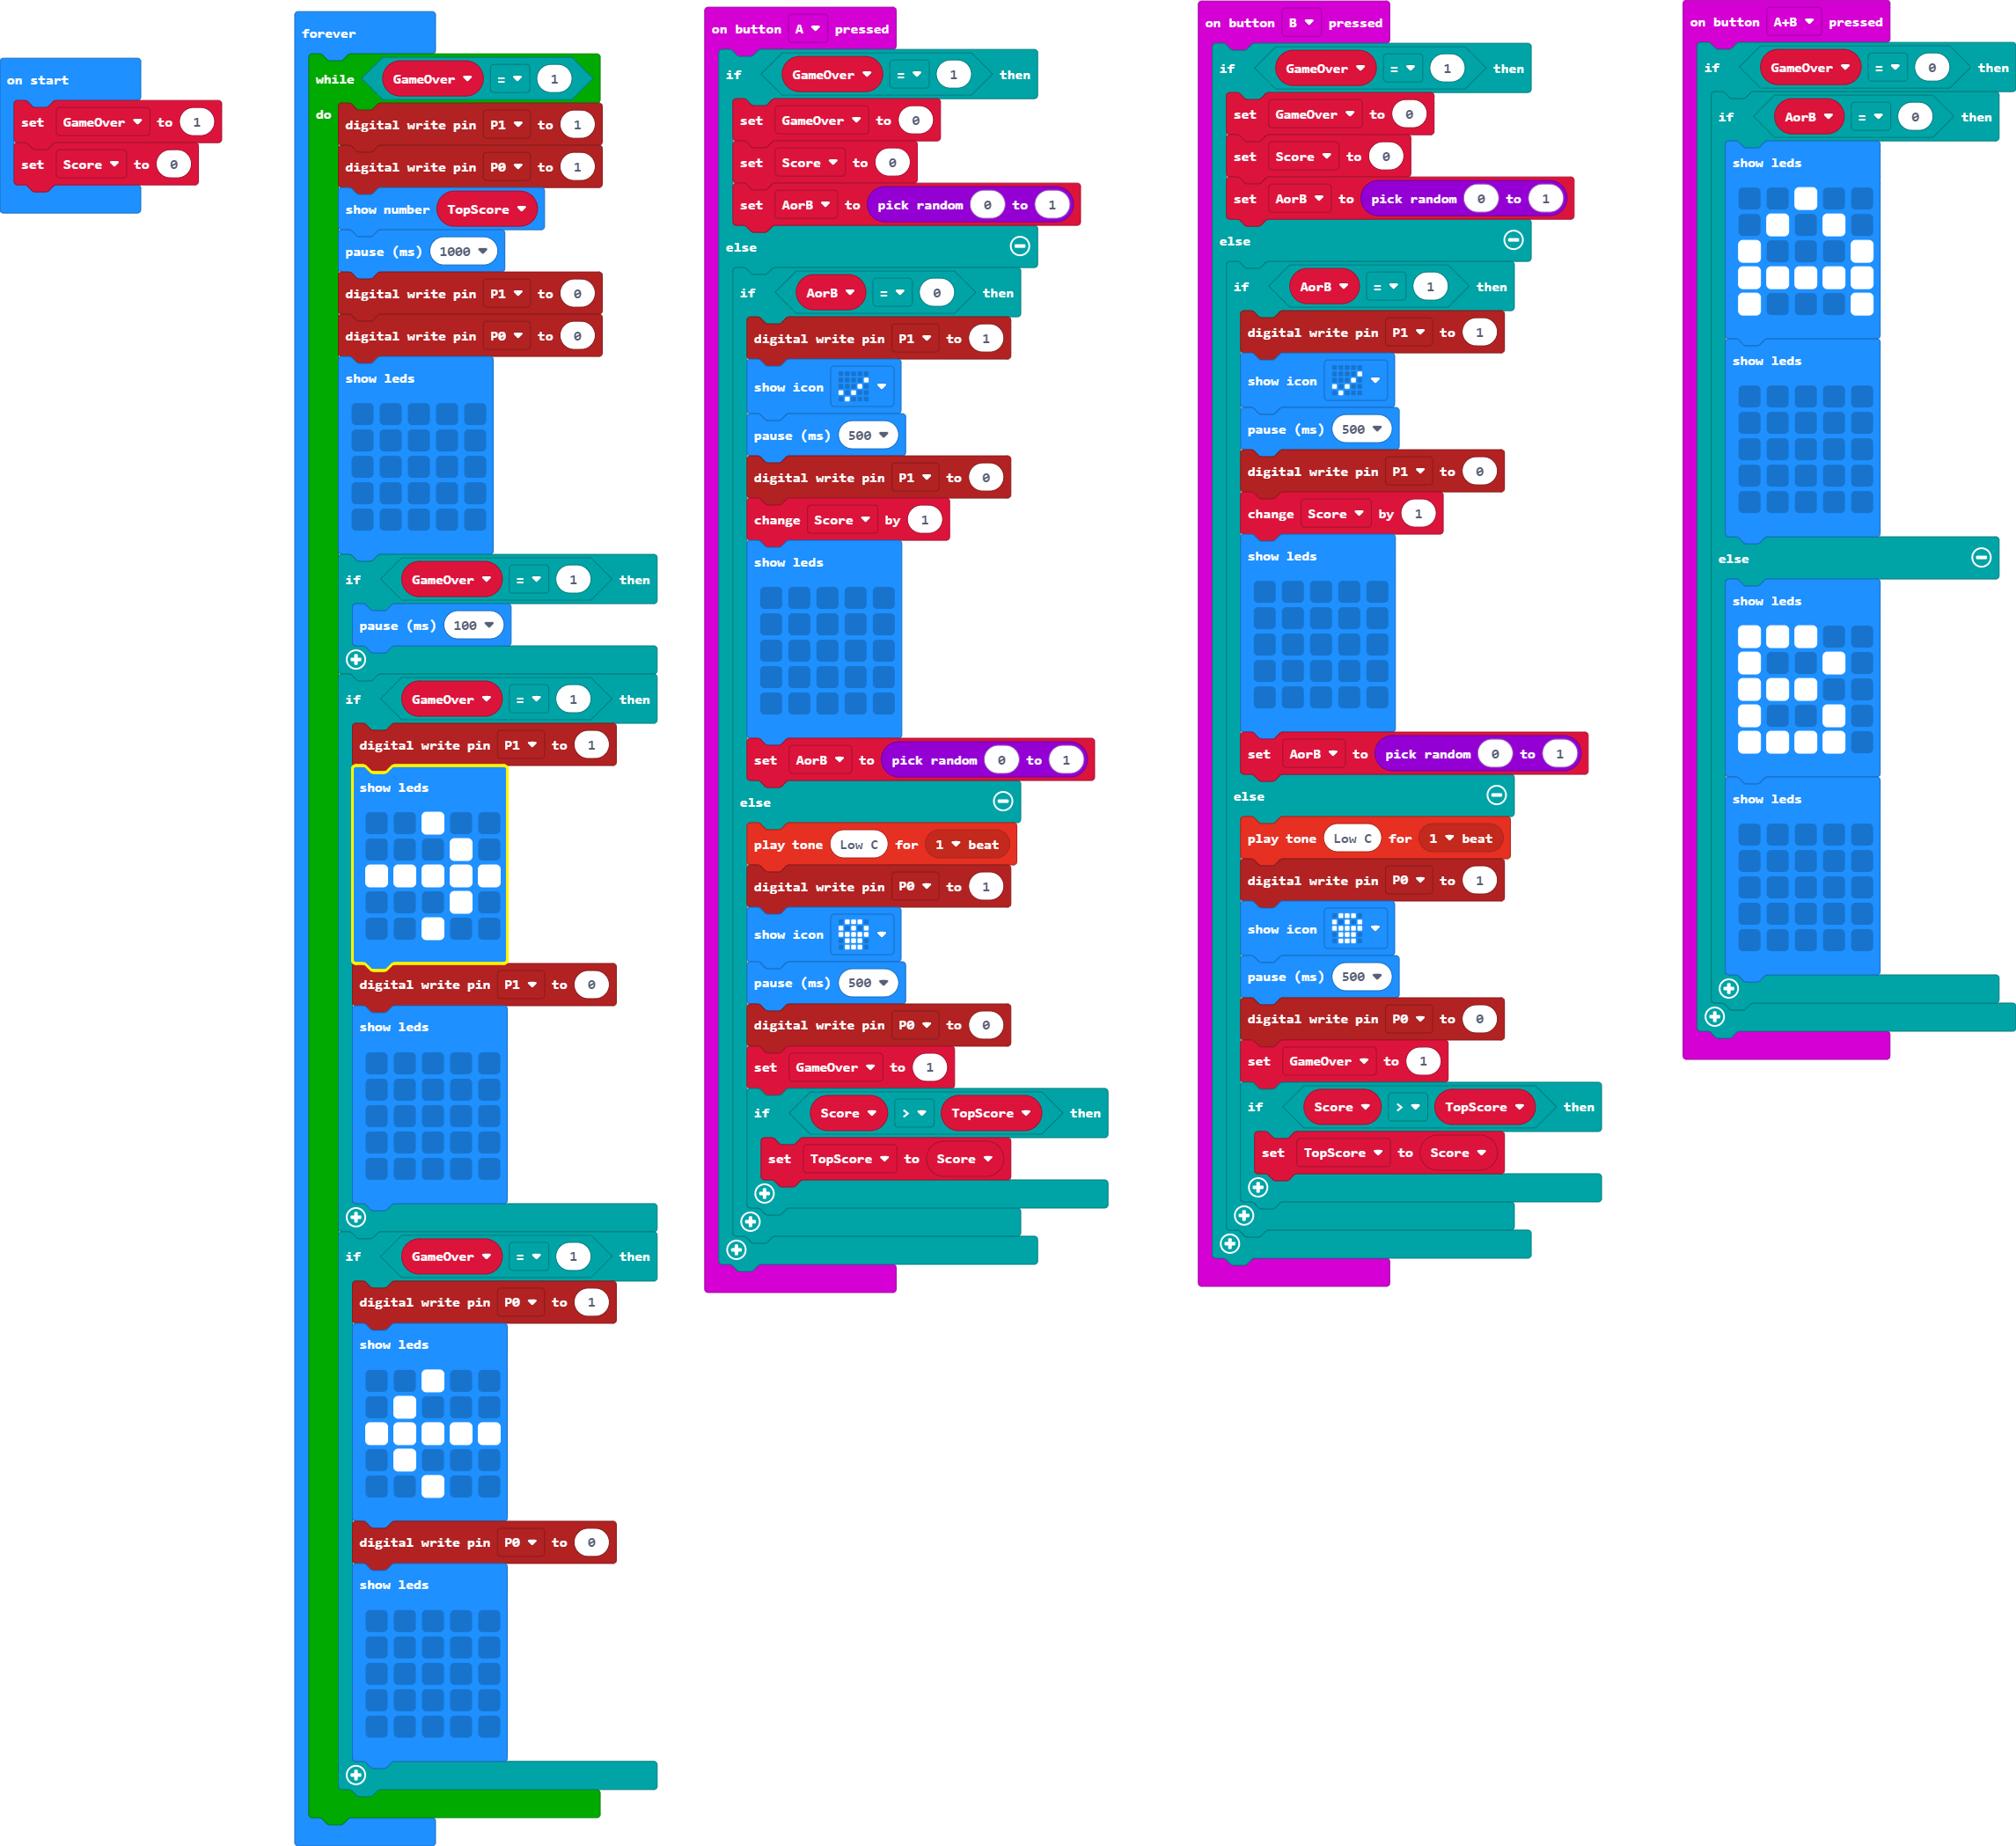 on start
set GameOver to 1
set Score to 0
forever
while GameOver = 1
do
digital write pin P1 to 1
digital write pin P0 to 1
show number TopScore
pause (ms) 1000
digital write pin P1 to 0
digital write pin P0 to 0
show leds
if GameOver = 1 then
pause (ms) 100
if GameOver = 1 then
digital write pin P1 to 1
show leds
digital write pin P1 to 0
show leds
if GameOver = 1 then
digital write pin P0 to 1
show leds
digital write pin P0 to 0
show leds
on button A pressed
if GameOver = 1 then
set GameOver to 0
set Score to 0
set AorB to pick random 0 to 1
else
if AorB = 0 then
digital write pin P1 to 1
show icon
pause (ms) 500
digital write pin P1 to 0
change Score by 1
show leds
set AorB to pick random 0 to 1
else
play tone Low C for 1 beat
digital write pin P0 to 1
show icon
pause (ms) 500
digital write pin P0 to 0
set GameOver to 1
if Score > TopScore then
set TopScore to Score
on button B pressed
if GameOver = 1 then
set GameOver to 0
set Score to 0
set AorB to pick random 0 to 1
else
if AorB = 1 then
digital write pin P1 to 1
show icon
pause (ms) 500
digital write pin P1 to 0
change Score by 1
show leds
set AorB to pick random 0 to 1
else
play tone Low C for 1 beat
digital write pin P0 to 1
show icon
pause (ms) 500
digital write pin P0 to 0
set GameOver to 1
if Score > TopScore then
set TopScore to Score
on button A+B pressed
if GameOver = 0 then
if AorB = 0 then
show leds
show leds
else
show leds
show leds